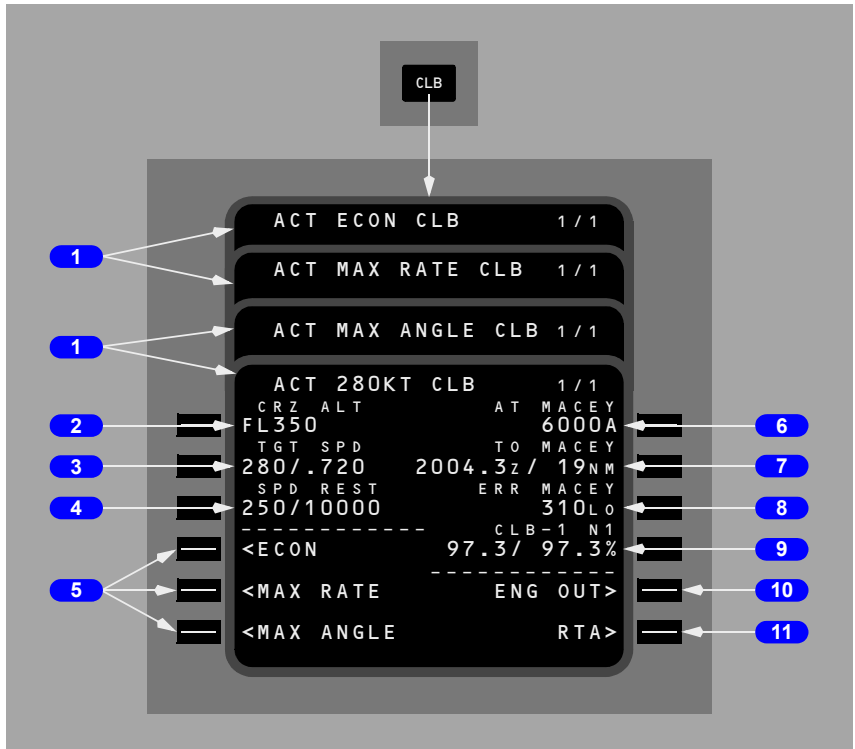 CLB
ACT ECON CLB 1/1
1
ACT MAX RATE CLB 1/1
ACT MAX ANGLE CLB 1/1
1
ACT 280KT CLB 1/1
CRZ ALT AT MACEY
2 FL350 6000A 6
TGT SPD TO MACEY
3 280/.720 2004.3Z/ 19NM 7
SPD REST ERR MACEY
4 250/10000 310LO 8
------------ CLB-1 N1
<ECON 97.3/ 97.3% 9
------------
5 <MAX RATE ENG OUT> 10
<MAX ANGLE RTA> 11